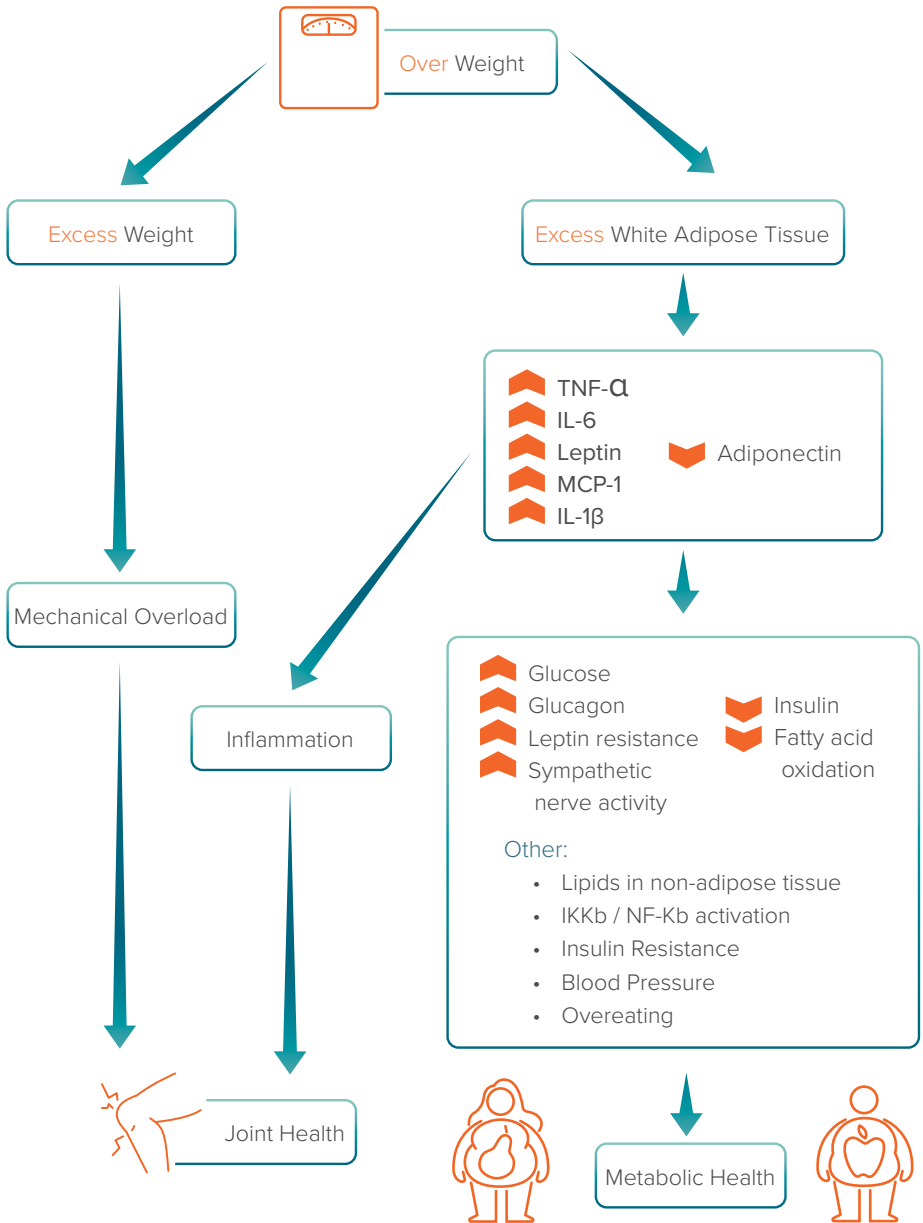 Over Weight
Excess Weight
Excess White Adipose Tissue
TNF-α
IL-6
Leptin
MCP-1
IL-1β
Adiponectin
Mechanical Overload
Inflammation
Glucose
Glucagon
Leptin resistance
Sympathetic
nerve activity
Insulin
Fatty acid
oxidation
Other:
• Lipids in non-adipose tissue
• IKKb / NF-Kb activation
• Insulin Resistance
• Blood Pressure
• Overeating
Joint Health
Metabolic Health